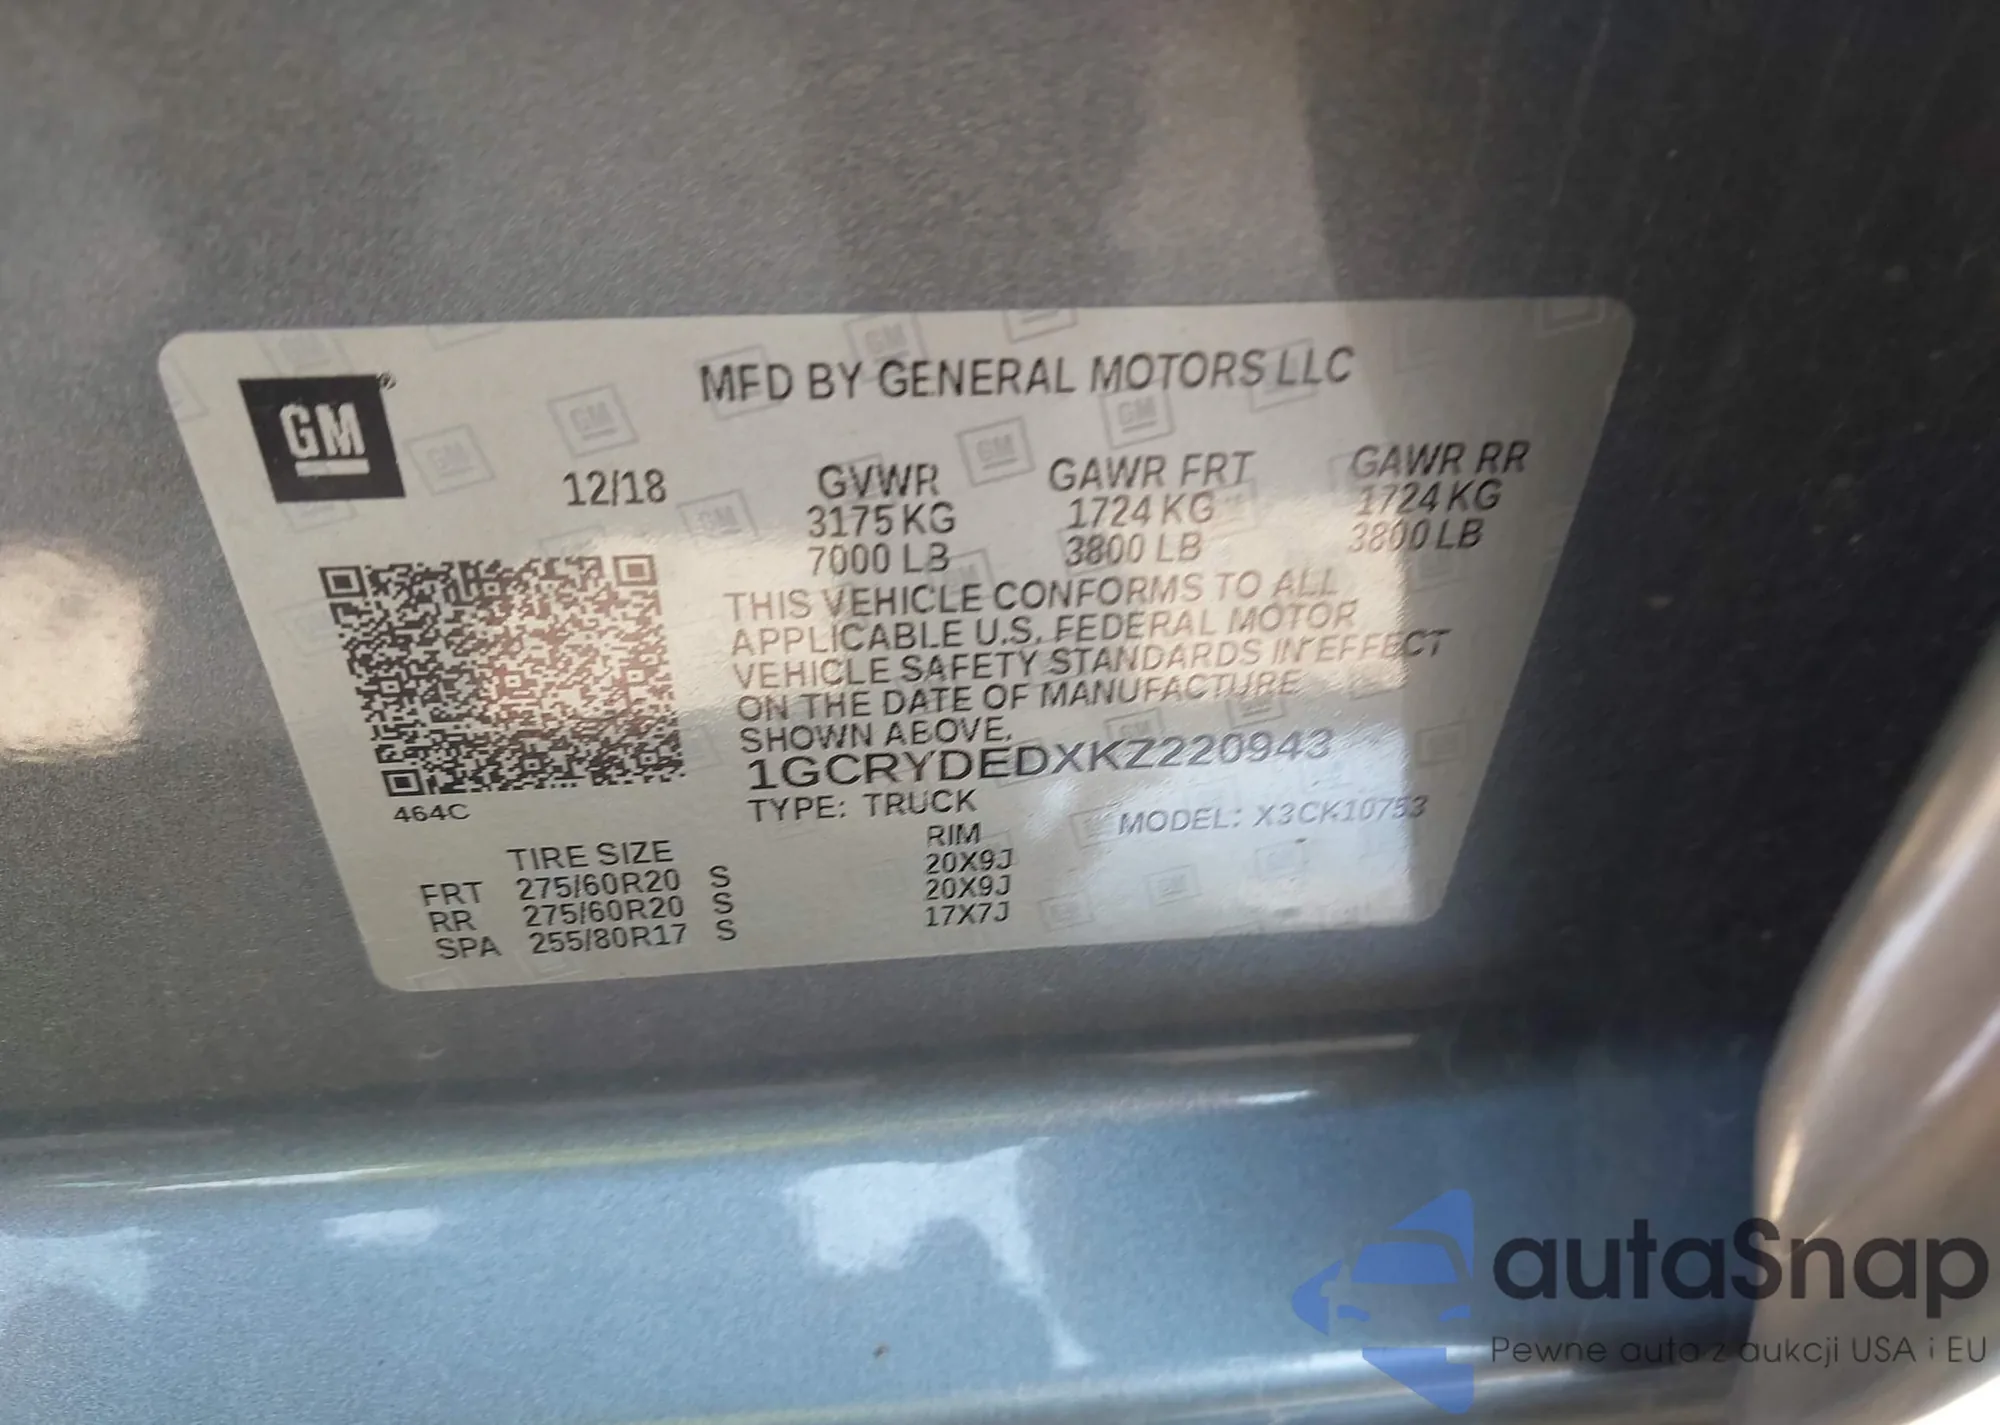 GM
MFD BY GENERAL MOTORS LLC
12/18 GVWR GAWR FRT GAWR RR
3175 KG 1724 KG 1724 KG
7000 LB 3800 LB 3800 LB
THIS VEHICLE CONFORMS TO ALL
APPLICABLE U.S. FEDERAL MOTOR
VEHICLE SAFETY STANDARDS IN EFFECT
ON THE DATE OF MANUFACTURE
SHOWN ABOVE.
1GCRYDEDXKZ220943
464C
TYPE: TRUCK MODEL: X3CK10753
TIRE SIZE RIM
FRT 275/60R20 S 20X9J
RR 275/60R20 S 20X9J
SPA 255/80R17 S 17X7J
autaSnap
Pewne auta z aukcji USA i EU